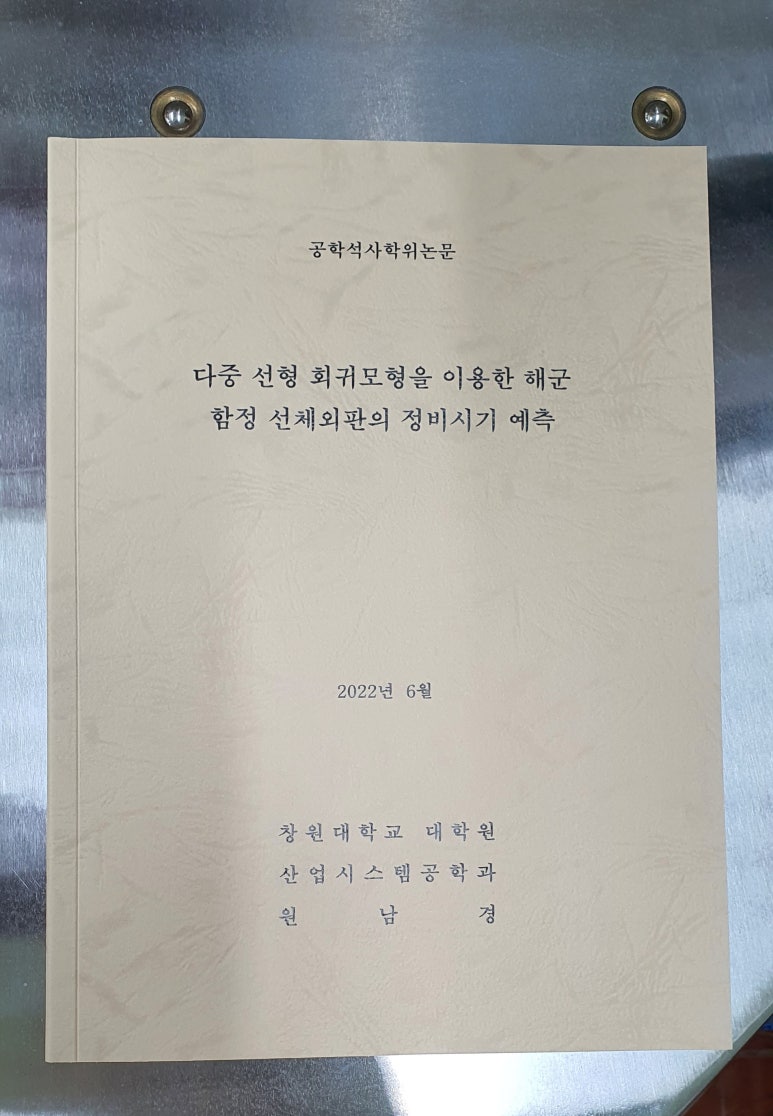 공학석사학위논문
다중 선형 회귀모형을 이용한 해군
함정 선체외판의 정비시기 예측
2022년 6월
창원대학교 대학원
산업시스템공학과
원 남 경